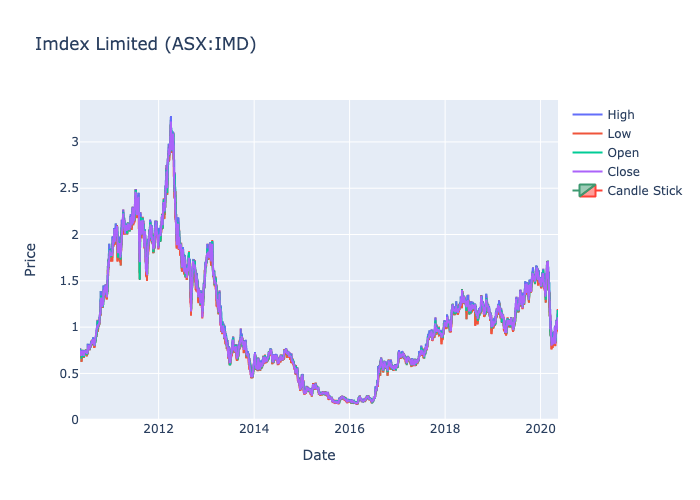 Imdex Limited (ASX:IMD)
High
Low
Open
Close
Candle Stick
3
2.5
2
1.5
1
0.5
0
2012
2014
2016
2018
2020
Price
Date